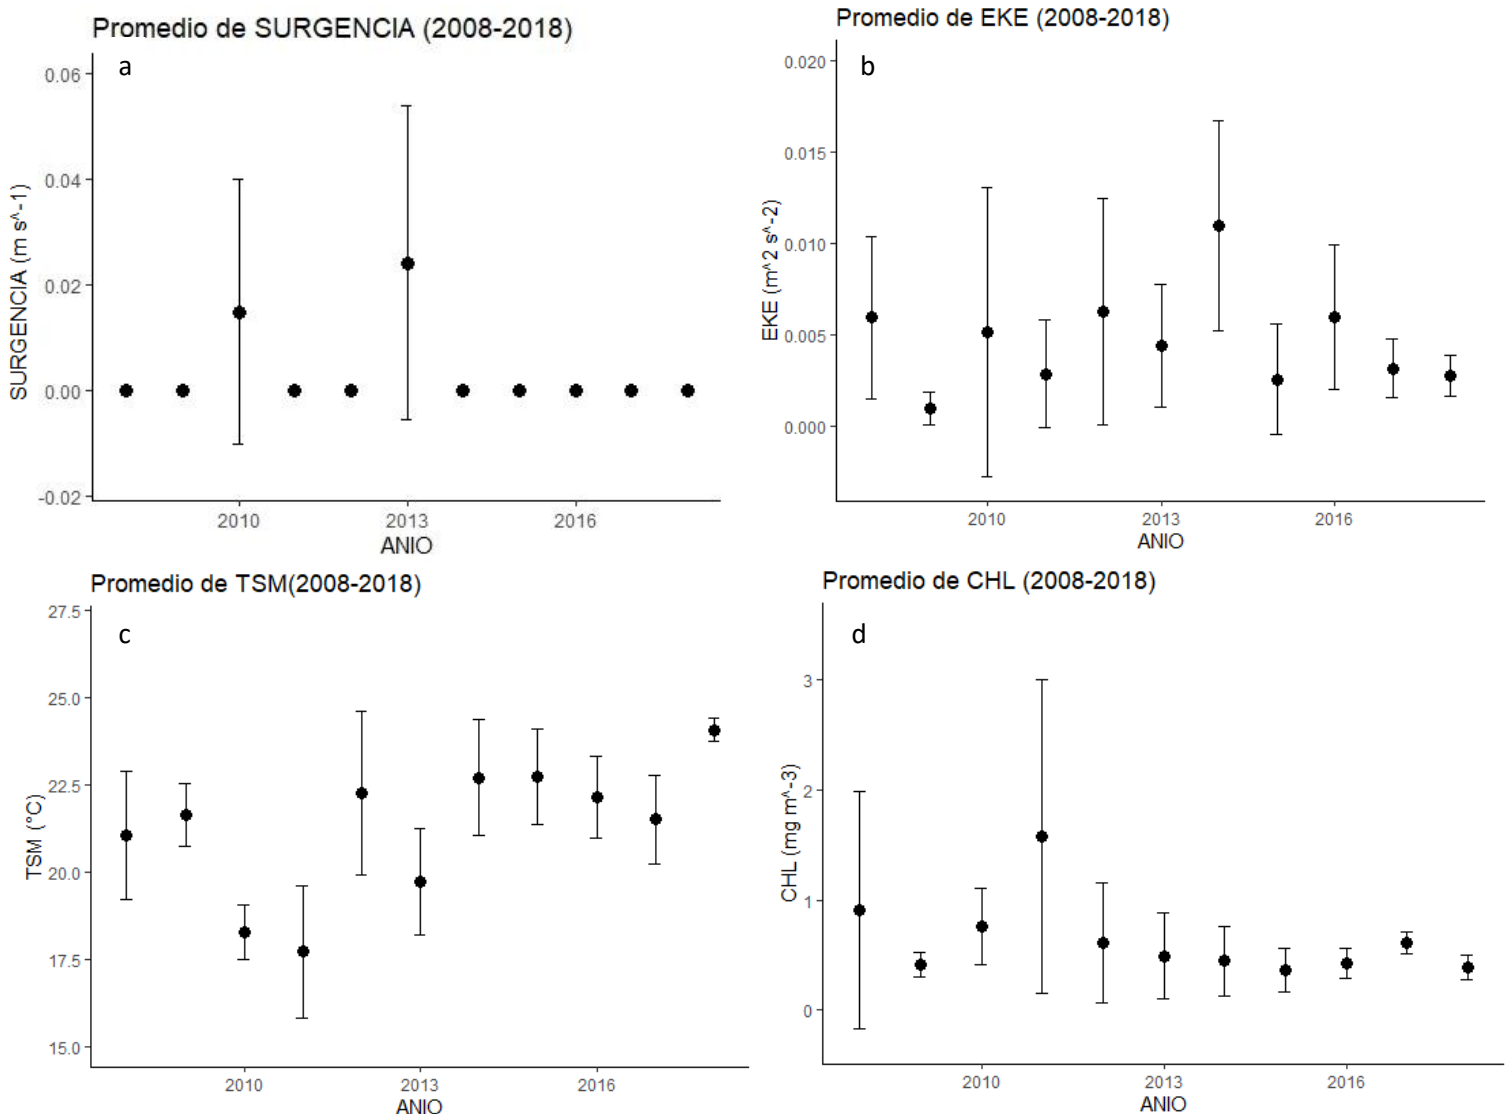 Promedio de SURGENCIA (2008-2018)
a
0.06
0.04
0.02
0.00
-0.02
SURGENCIA (m s^-1)
2010
2013
2016
ANIO
Promedio de EKE (2008-2018)
b
0.020
0.015
0.010
0.005
0.000
EKE (m^2 s^-2)
2010
2013
2016
ANIO
Promedio de TSM(2008-2018)
c
27.5
25.0
22.5
20.0
17.5
15.0
TSM (°C)
2010
2013
2016
ANIO
Promedio de CHL (2008-2018)
d
3
2
1
0
CHL (mg m^-3)
2010
2013
2016
ANIO